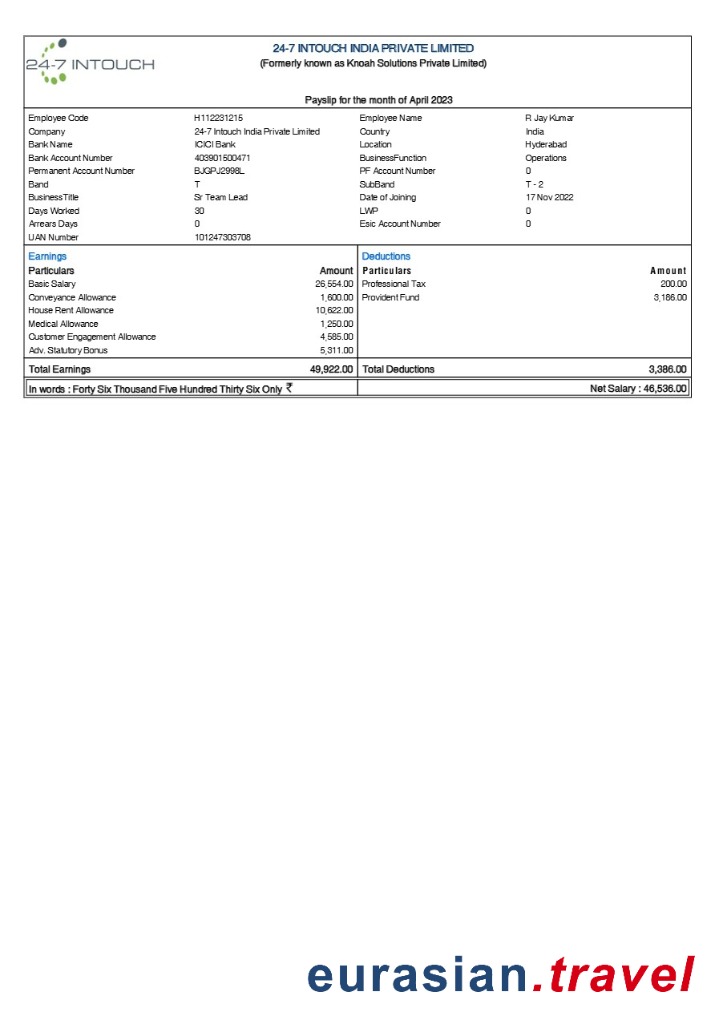 24-7 INTOUCH
24-7 INTOUCH INDIA PRIVATE LIMITED
(Formerly known as Knoah Solutions Private Limited)
Payslip for the month of April 2023
Employee Code H112231215 Employee Name R Jay Kumar
Company 24-7 Intouch India Private Limited Country India
Bank Name ICICI Bank Location Hyderabad
Bank Account Number 403901500471 BusinessFunction Operations
Permanent Account Number BJGPJ2998L PF Account Number 0
Band T SubBand T - 2
BusinessTitle Sr Team Lead Date of Joining 17 Nov 2022
Days Worked 30 LWP 0
Arrears Days 0 Esic Account Number 0
UAN Number 101247303708
Earnings Deductions
Particulars Amount Particulars Amount
Basic Salary 26,554.00 Professional Tax 200.00
Conveyance Allowance 1,600.00 Provident Fund 3,186.00
House Rent Allowance 10,622.00
Medical Allowance 1,250.00
Customer Engagement Allowance 4,585.00
Adv. Statutory Bonus 5,311.00
Total Earnings 49,922.00 Total Deductions 3,386.00
In words : Forty Six Thousand Five Hundred Thirty Six Only ₹ Net Salary : 46,536.00
eurasian.travel